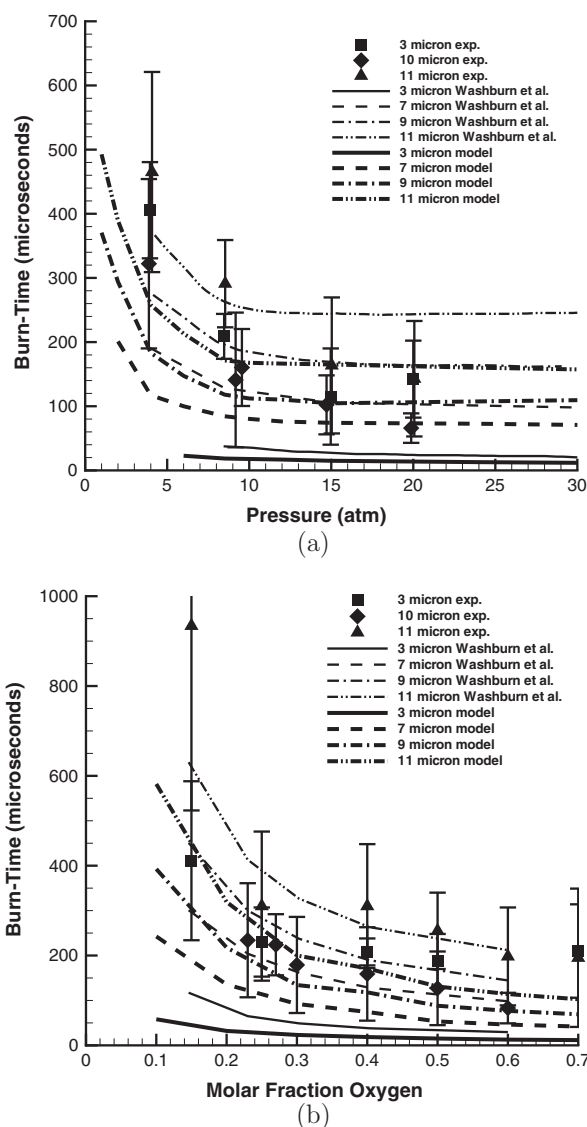 700
600
500
400
300
200
100
0
Burn-Time (microseconds)
3 micron exp.
10 micron exp.
11 micron exp.
3 micron Washburn et al.
7 micron Washburn et al.
9 micron Washburn et al.
11 micron Washburn et al.
3 micron model
7 micron model
9 micron model
11 micron model
0 5 10 15 20 25 30
Pressure (atm)
(a)
1000
800
600
400
200
0
Burn-Time (microseconds)
3 micron exp.
10 micron exp.
11 micron exp.
3 micron Washburn et al.
7 micron Washburn et al.
9 micron Washburn et al.
11 micron Washburn et al.
3 micron model
7 micron model
9 micron model
11 micron model
0 0.1 0.2 0.3 0.4 0.5 0.6 0.7
Molar Fraction Oxygen
(b)